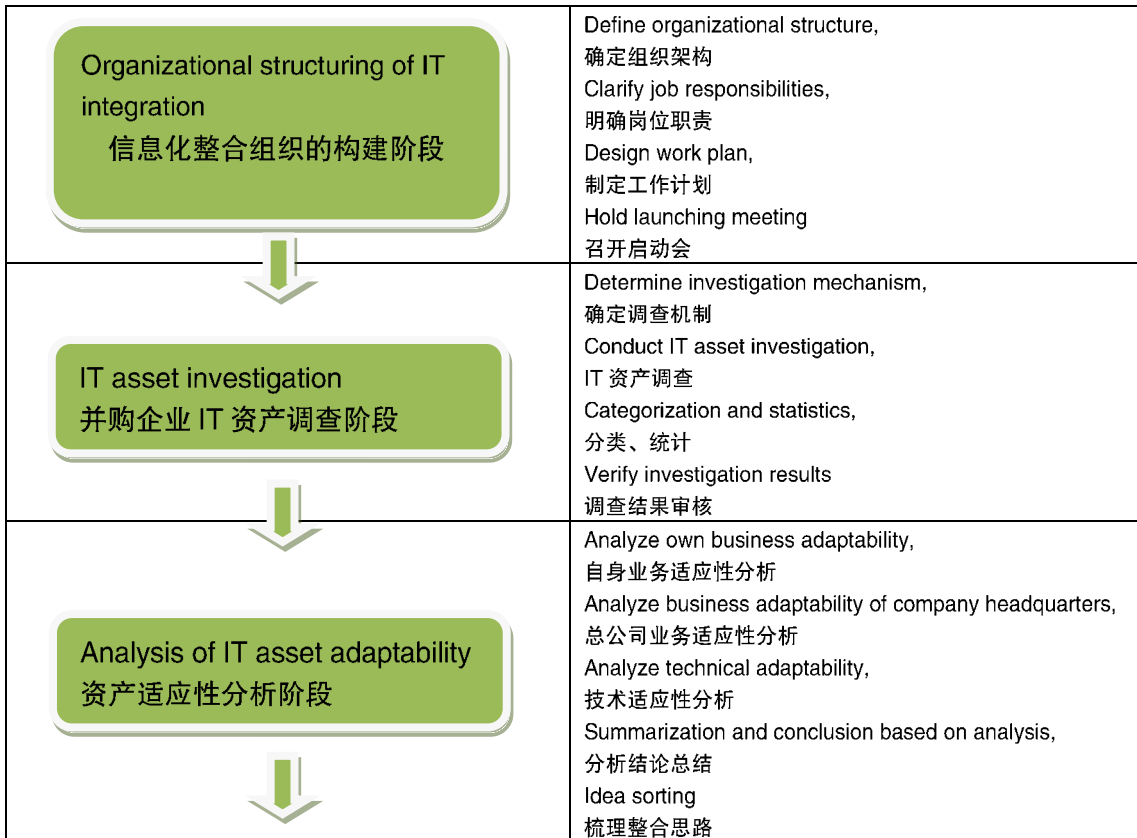 Organizational structuring of IT
integration
信息化整合组织的构建阶段
Define organizational structure,
确定组织架构
Clarify job responsibilities,
明确岗位职责
Design work plan,
制定工作计划
Hold launching meeting
召开启动会
IT asset investigation
并购企业 IT 资产调查阶段
Determine investigation mechanism,
确定调查机制
Conduct IT asset investigation,
IT 资产调查
Categorization and statistics,
分类、统计
Verify investigation results
调查结果审核
Analysis of IT asset adaptability
资产适应性分析阶段
Analyze own business adaptability,
自身业务适应性分析
Analyze business adaptability of company headquarters,
总公司业务适应性分析
Analyze technical adaptability,
技术适应性分析
Summarization and conclusion based on analysis,
分析结论总结
Idea sorting
梳理整合思路